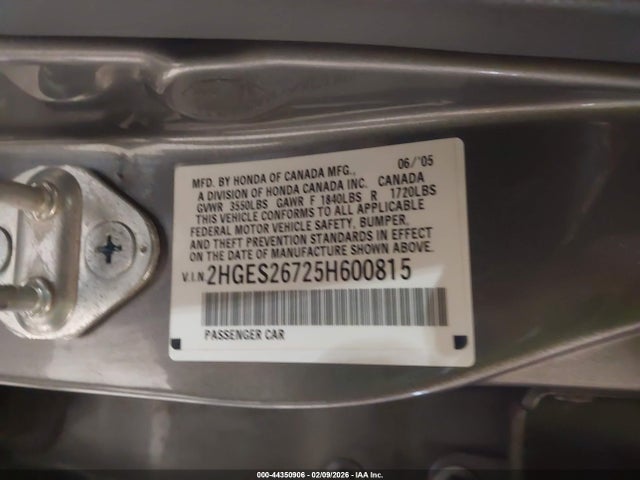 MFD. BY HONDA OF CANADA MFG., 06/'05
A DIVISION OF HONDA CANADA INC. CANADA
GVWR 3550LBS GAWR F 1840LBS R 1720LBS
THIS VEHICLE CONFORMS TO ALL APPLICABLE
FEDERAL MOTOR VEHICLE SAFETY, BUMPER,
AND THEFT PREVENTION STANDARDS IN EFFECT
ON THE DATE OF MANUFACTURE SHOWN ABOVE.
V.I.N. 2HGES26725H600815
PASSENGER CAR
000-44350906 - 02/09/2026 - IAA Inc.